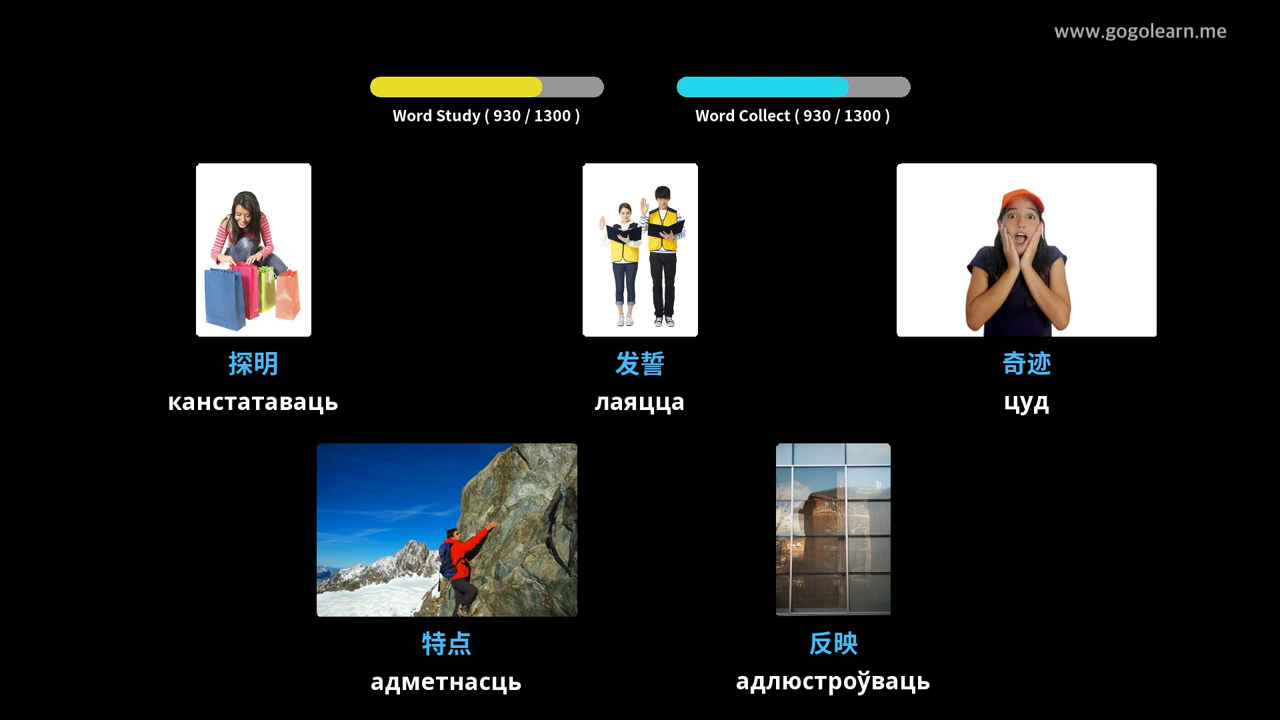 www.gogolearn.me
Word Study ( 930 / 1300 )
Word Collect ( 930 / 1300 )
探明
канстатаваць
发誓
лаяцца
奇迹
цуд
特点
адметнасць
反映
адлюстроўваць